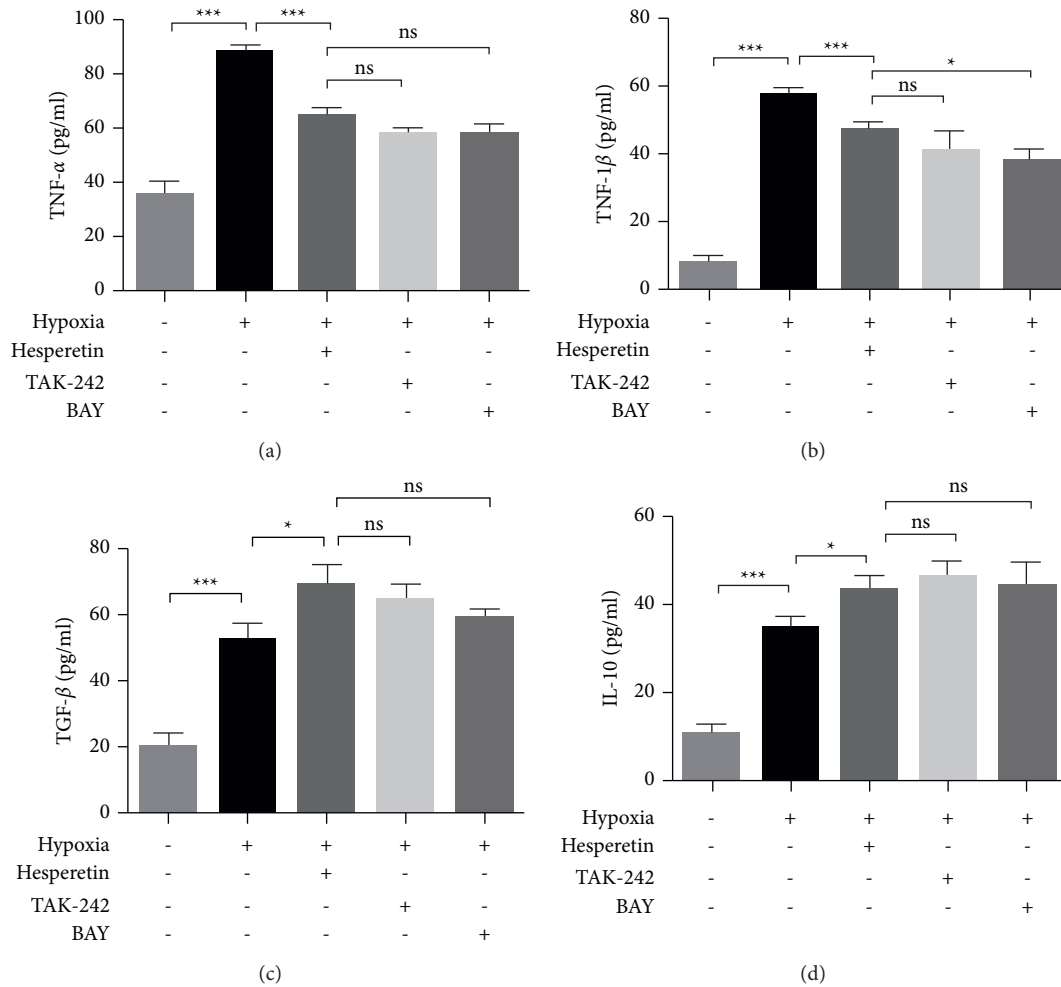 ***
***
ns
ns
100
80
60
40
20
0
TNF-α (pg/ml)
Hypoxia - + + + +
Hesperetin - - + - -
TAK-242 - - - + -
BAY - - - - +
(a)
***
***
*
ns
80
60
40
20
0
TNF-1β (pg/ml)
Hypoxia - + + + +
Hesperetin - - + - -
TAK-242 - - - + -
BAY - - - - +
(b)
ns
*
ns
***
80
60
40
20
0
TGF-β (pg/ml)
Hypoxia - + + + +
Hesperetin - - + - -
TAK-242 - - - + -
BAY - - - - +
(c)
ns
ns
*
***
60
40
20
0
IL-10 (pg/ml)
Hypoxia - + + + +
Hesperetin - - + - -
TAK-242 - - - + -
BAY - - - - +
(d)